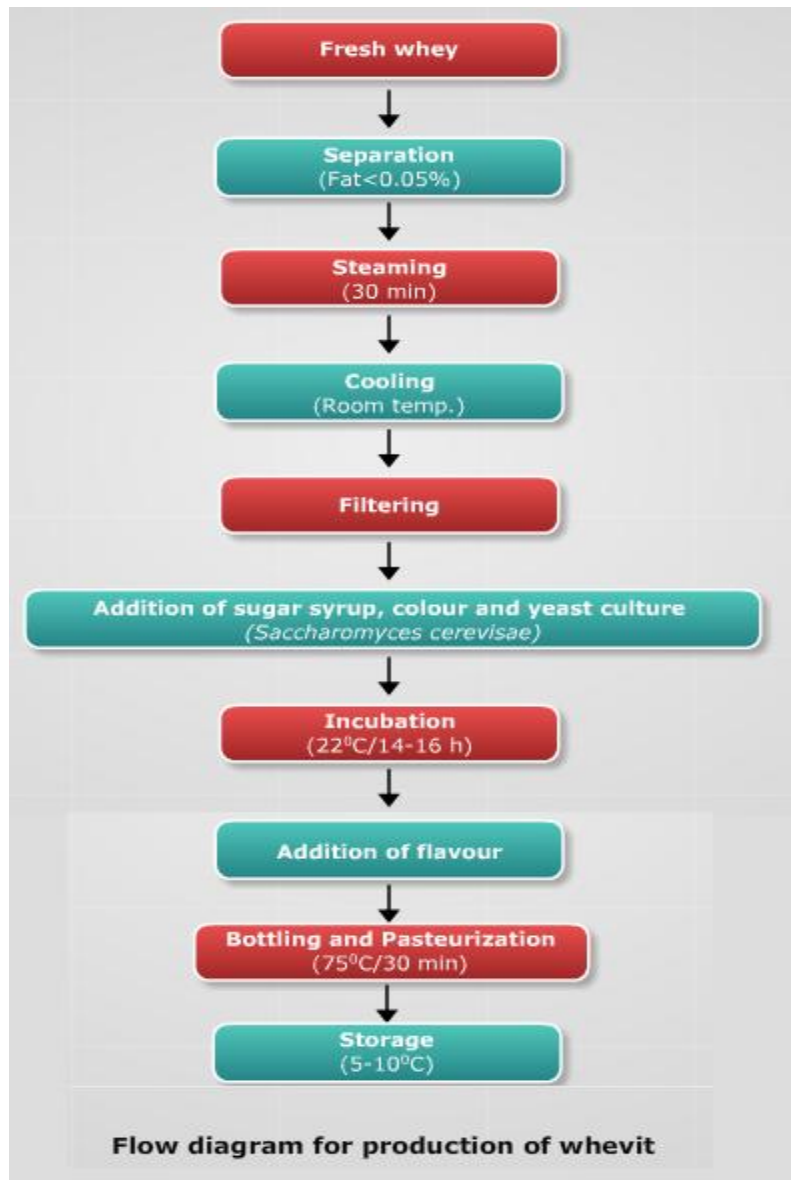 Fresh whey
Separation
(Fat<0.05%)
Steaming
(30 min)
Cooling
(Room temp.)
Filtering
Addition of sugar syrup, colour and yeast culture
(Saccharomyces cerevisae)
Incubation
(22⁰C/14-16 h)
Addition of flavour
Bottling and Pasteurization
(75⁰C/30 min)
Storage
(5-10⁰C)
Flow diagram for production of whevit